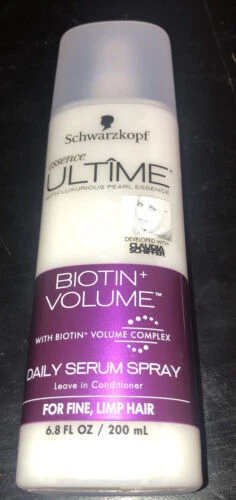 Schwarzkopf
essence
ULTÎME™
WITH LUXURIOUS PEARL ESSENCE
DEVELOPED WITH
CLAUDIA
SCHIFFER
BIOTIN⁺
VOLUME™
WITH BIOTIN⁺ VOLUME COMPLEX
DAILY SERUM SPRAY
Leave in Conditioner
FOR FINE, LIMP HAIR
6.8 FL OZ / 200 mL